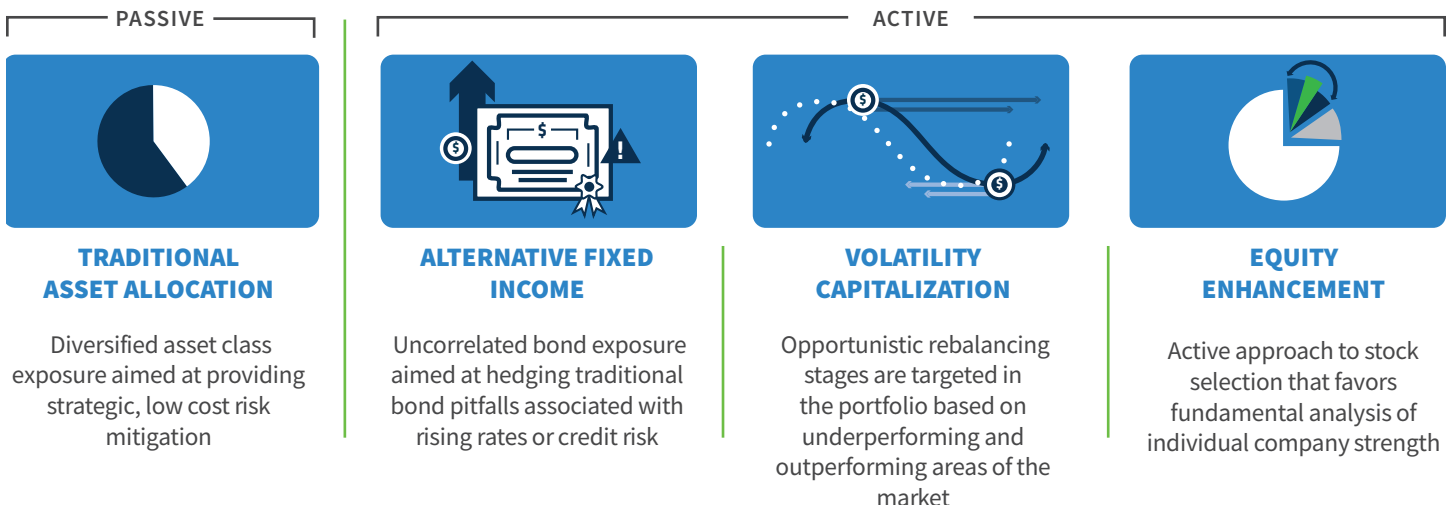 PASSIVE
ACTIVE
$
$
!
$
$
TRADITIONAL
ASSET ALLOCATION
Diversified asset class
exposure aimed at providing
strategic, low cost risk
mitigation
ALTERNATIVE FIXED
INCOME
Uncorrelated bond exposure
aimed at hedging traditional
bond pitfalls associated with
rising rates or credit risk
VOLATILITY
CAPITALIZATION
Opportunistic rebalancing
stages are targeted in
the portfolio based on
underperforming and
outperforming areas of the
market
EQUITY
ENHANCEMENT
Active approach to stock
selection that favors
fundamental analysis of
individual company strength